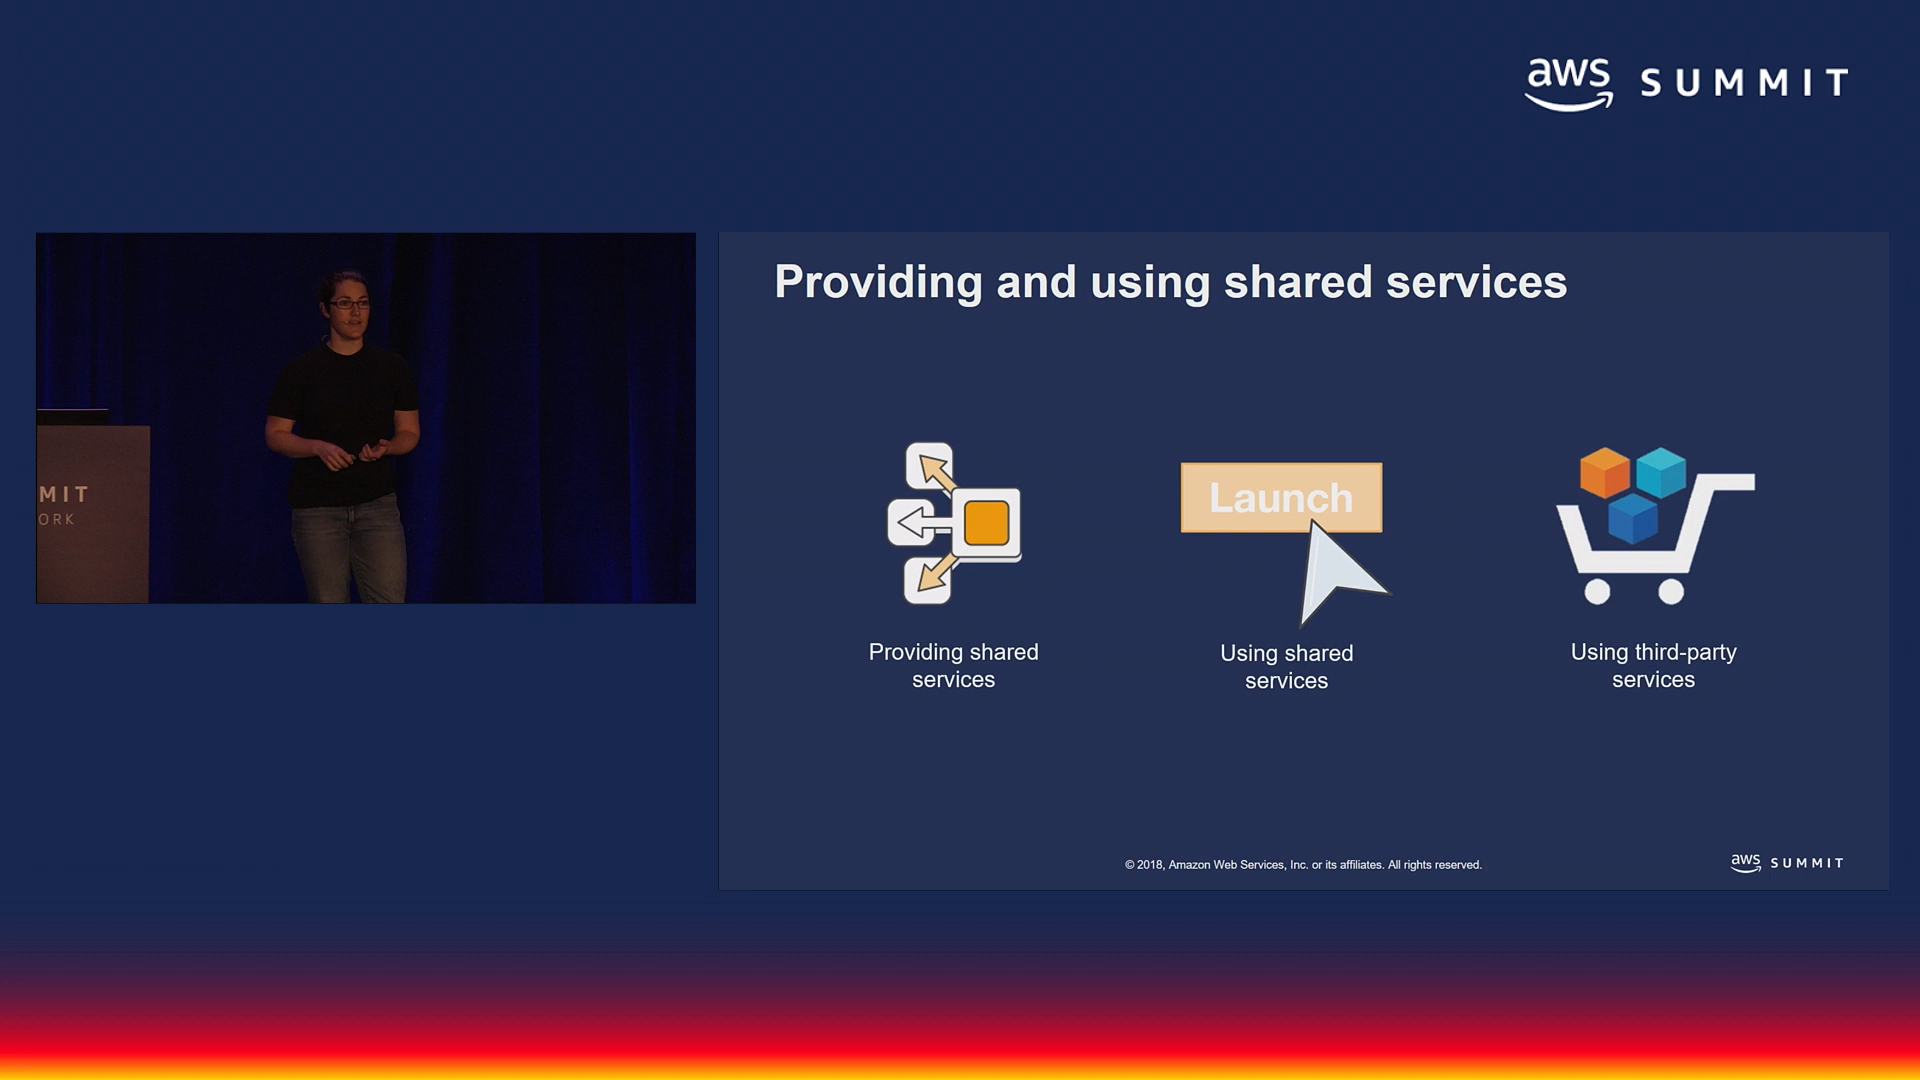 aws SUMMIT
MIT
ORK
Providing and using shared services
Launch
Providing shared
services
Using shared
services
Using third-party
services
© 2018, Amazon Web Services, Inc. or its affiliates. All rights reserved.
aws SUMMIT